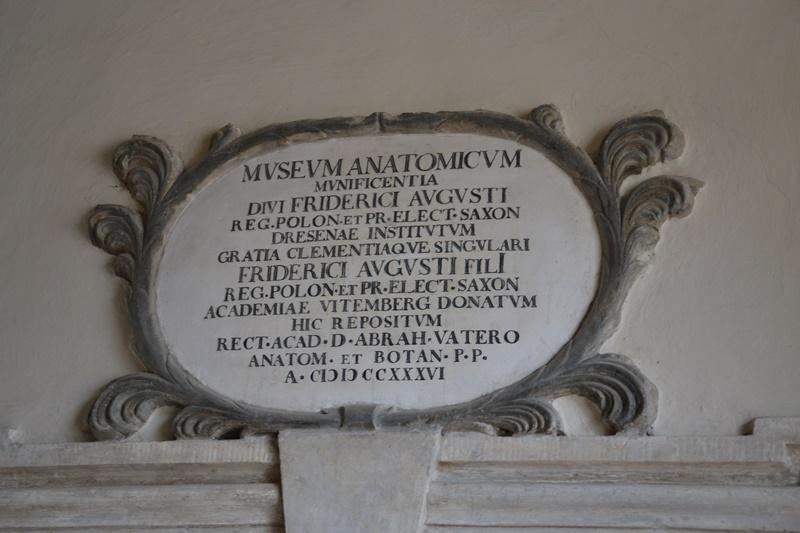 MVSEVM ANATOMICVM
MVNIFICENTIA
DIVI FRIDERICI AVGVSTI
REG.POLON·ET PR.ELECT·SAXON
DRESENAE INSTITVTVM
GRATIA CLEMENTIAQVE SINGVLARI
FRIDERICI AVGVSTI FILI
REG.POLON·ET PR.ELECT·SAXON
ACADEMIAE VITEMBERG DONATVM
HIC REPOSITVM
RECT·ACAD·D·ABRAH·VATERO
ANATOM· ET BOTAN·P·P·
A· CIƆIƆCCXXXVI